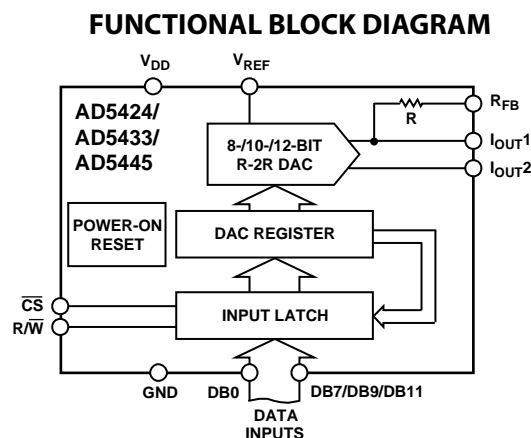 FUNCTIONAL BLOCK DIAGRAM
VDD
VREF
AD5424/
AD5433/
AD5445
RFB
R
8-/10-/12-BIT
R-2R DAC
IOUT1
IOUT2
POWER-ON
RESET
DAC REGISTER
C̅S̅
R/W̅
INPUT LATCH
GND
DB0
DB7/DB9/DB11
DATA
INPUTS